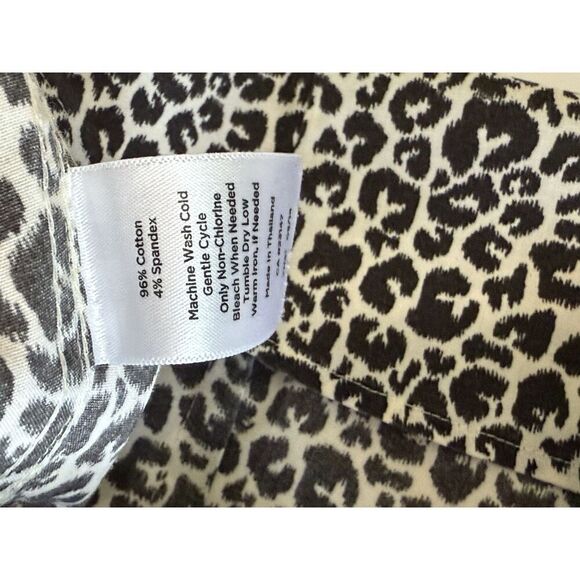 96% Cotton
4% Spandex
Machine Wash Cold
Gentle Cycle
Only Non-Chlorine
Bleach When Needed
Tumble Dry Low
Warm Iron, If Needed
Made In Thailand